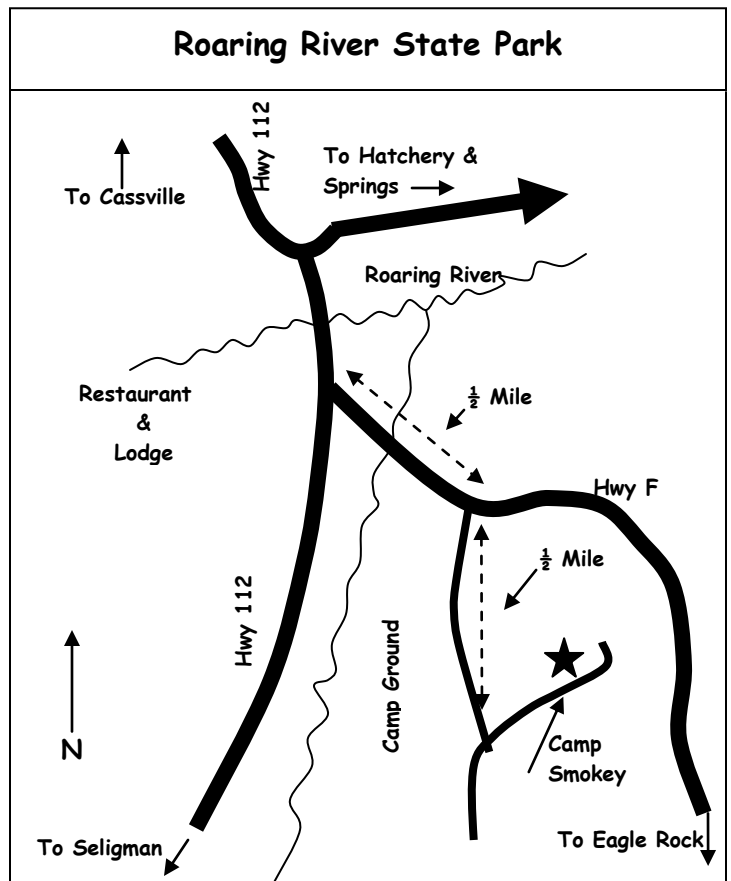 Roaring River State Park
Hwy 112
To Hatchery &
Springs
To Cassville
Roaring River
Restaurant
&
Lodge
½ Mile
Hwy F
½ Mile
Hwy 112
Camp Ground
N
Camp
Smokey
To Seligman
To Eagle Rock